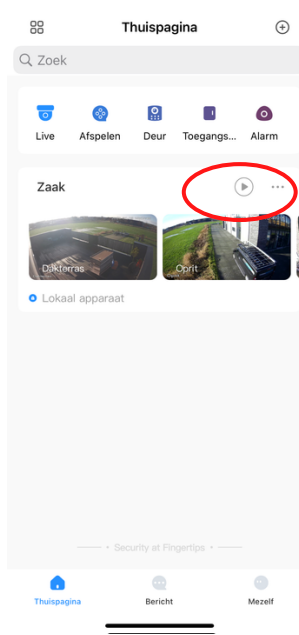 Thuispagina
Zoek
Live Afspelen Deur Toegangs... Alarm
Zaak
Dakterras Oprit
Lokaal apparaat
Security at Fingertips
Thuispagina Bericht Mezelf